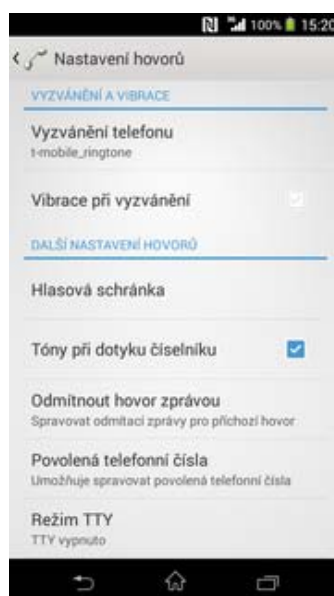 100% 15:20
Nastavení hovorů
VYZVÁNĚNÍ A VIBRACE
Vyzvánění telefonu
t-mobile_ringtone
Vibrace při vyzvánění
DALŠÍ NASTAVENÍ HOVORŮ
Hlasová schránka
Tóny při dotyku číselníku
Odmítnout hovor zprávou
Spravovat odmítací zprávy pro příchozí hovor
Povolená telefonní čísla
Umožňuje spravovat povolená telefonní čísla
Režim TTY
TTY vypnuto